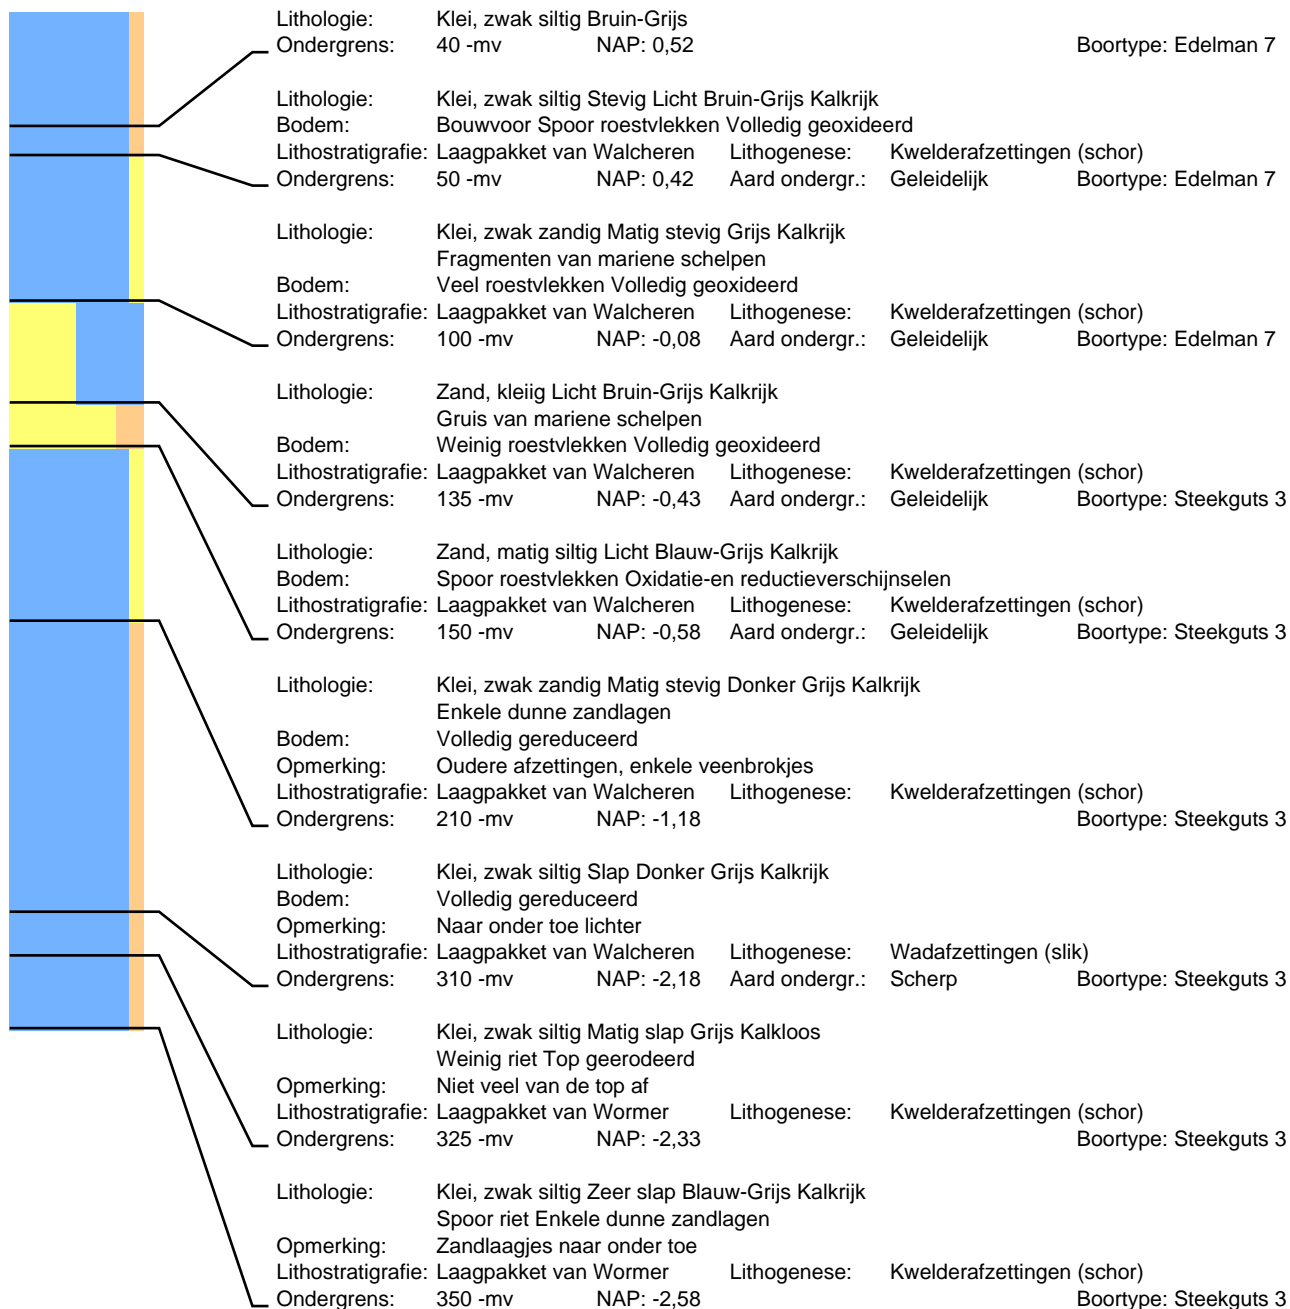 Lithologie: Klei, zwak siltig Bruin-Grijs
Ondergrens: 40 -mv NAP: 0,52 Boortype: Edelman 7
Lithologie: Klei, zwak siltig Stevig Licht Bruin-Grijs Kalkrijk
Bodem: Bouwvoor Spoor roestvlekken Volledig geoxideerd
Lithostratigrafie: Laagpakket van Walcheren Lithogenese: Kwelderafzettingen (schor)
Ondergrens: 50 -mv NAP: 0,42 Aard ondergr.: Geleidelijk Boortype: Edelman 7
Lithologie: Klei, zwak zandig Matig stevig Grijs Kalkrijk
Fragmenten van mariene schelpen
Bodem: Veel roestvlekken Volledig geoxideerd
Lithostratigrafie: Laagpakket van Walcheren Lithogenese: Kwelderafzettingen (schor)
Ondergrens: 100 -mv NAP: -0,08 Aard ondergr.: Geleidelijk Boortype: Edelman 7
Lithologie: Zand, kleiig Licht Bruin-Grijs Kalkrijk
Gruis van mariene schelpen
Bodem: Weinig roestvlekken Volledig geoxideerd
Lithostratigrafie: Laagpakket van Walcheren Lithogenese: Kwelderafzettingen (schor)
Ondergrens: 135 -mv NAP: -0,43 Aard ondergr.: Geleidelijk Boortype: Steekguts 3
Lithologie: Zand, matig siltig Licht Blauw-Grijs Kalkrijk
Bodem: Spoor roestvlekken Oxidatie-en reductieverschijnselen
Lithostratigrafie: Laagpakket van Walcheren Lithogenese: Kwelderafzettingen (schor)
Ondergrens: 150 -mv NAP: -0,58 Aard ondergr.: Geleidelijk Boortype: Steekguts 3
Lithologie: Klei, zwak zandig Matig stevig Donker Grijs Kalkrijk
Enkele dunne zandlagen
Bodem: Volledig gereduceerd
Opmerking: Oudere afzettingen, enkele veenbrokjes
Lithostratigrafie: Laagpakket van Walcheren Lithogenese: Kwelderafzettingen (schor)
Ondergrens: 210 -mv NAP: -1,18 Boortype: Steekguts 3
Lithologie: Klei, zwak siltig Slap Donker Grijs Kalkrijk
Bodem: Volledig gereduceerd
Opmerking: Naar onder toe lichter
Lithostratigrafie: Laagpakket van Walcheren Lithogenese: Wadafzettingen (slik)
Ondergrens: 310 -mv NAP: -2,18 Aard ondergr.: Scherp Boortype: Steekguts 3
Lithologie: Klei, zwak siltig Matig slap Grijs Kalkloos
Weinig riet Top geerodeerd
Opmerking: Niet veel van de top af
Lithostratigrafie: Laagpakket van Wormer Lithogenese: Kwelderafzettingen (schor)
Ondergrens: 325 -mv NAP: -2,33 Boortype: Steekguts 3
Lithologie: Klei, zwak siltig Zeer slap Blauw-Grijs Kalkrijk
Spoor riet Enkele dunne zandlagen
Opmerking: Zandlaagjes naar onder toe
Lithostratigrafie: Laagpakket van Wormer Lithogenese: Kwelderafzettingen (schor)
Ondergrens: 350 -mv NAP: -2,58 Boortype: Steekguts 3